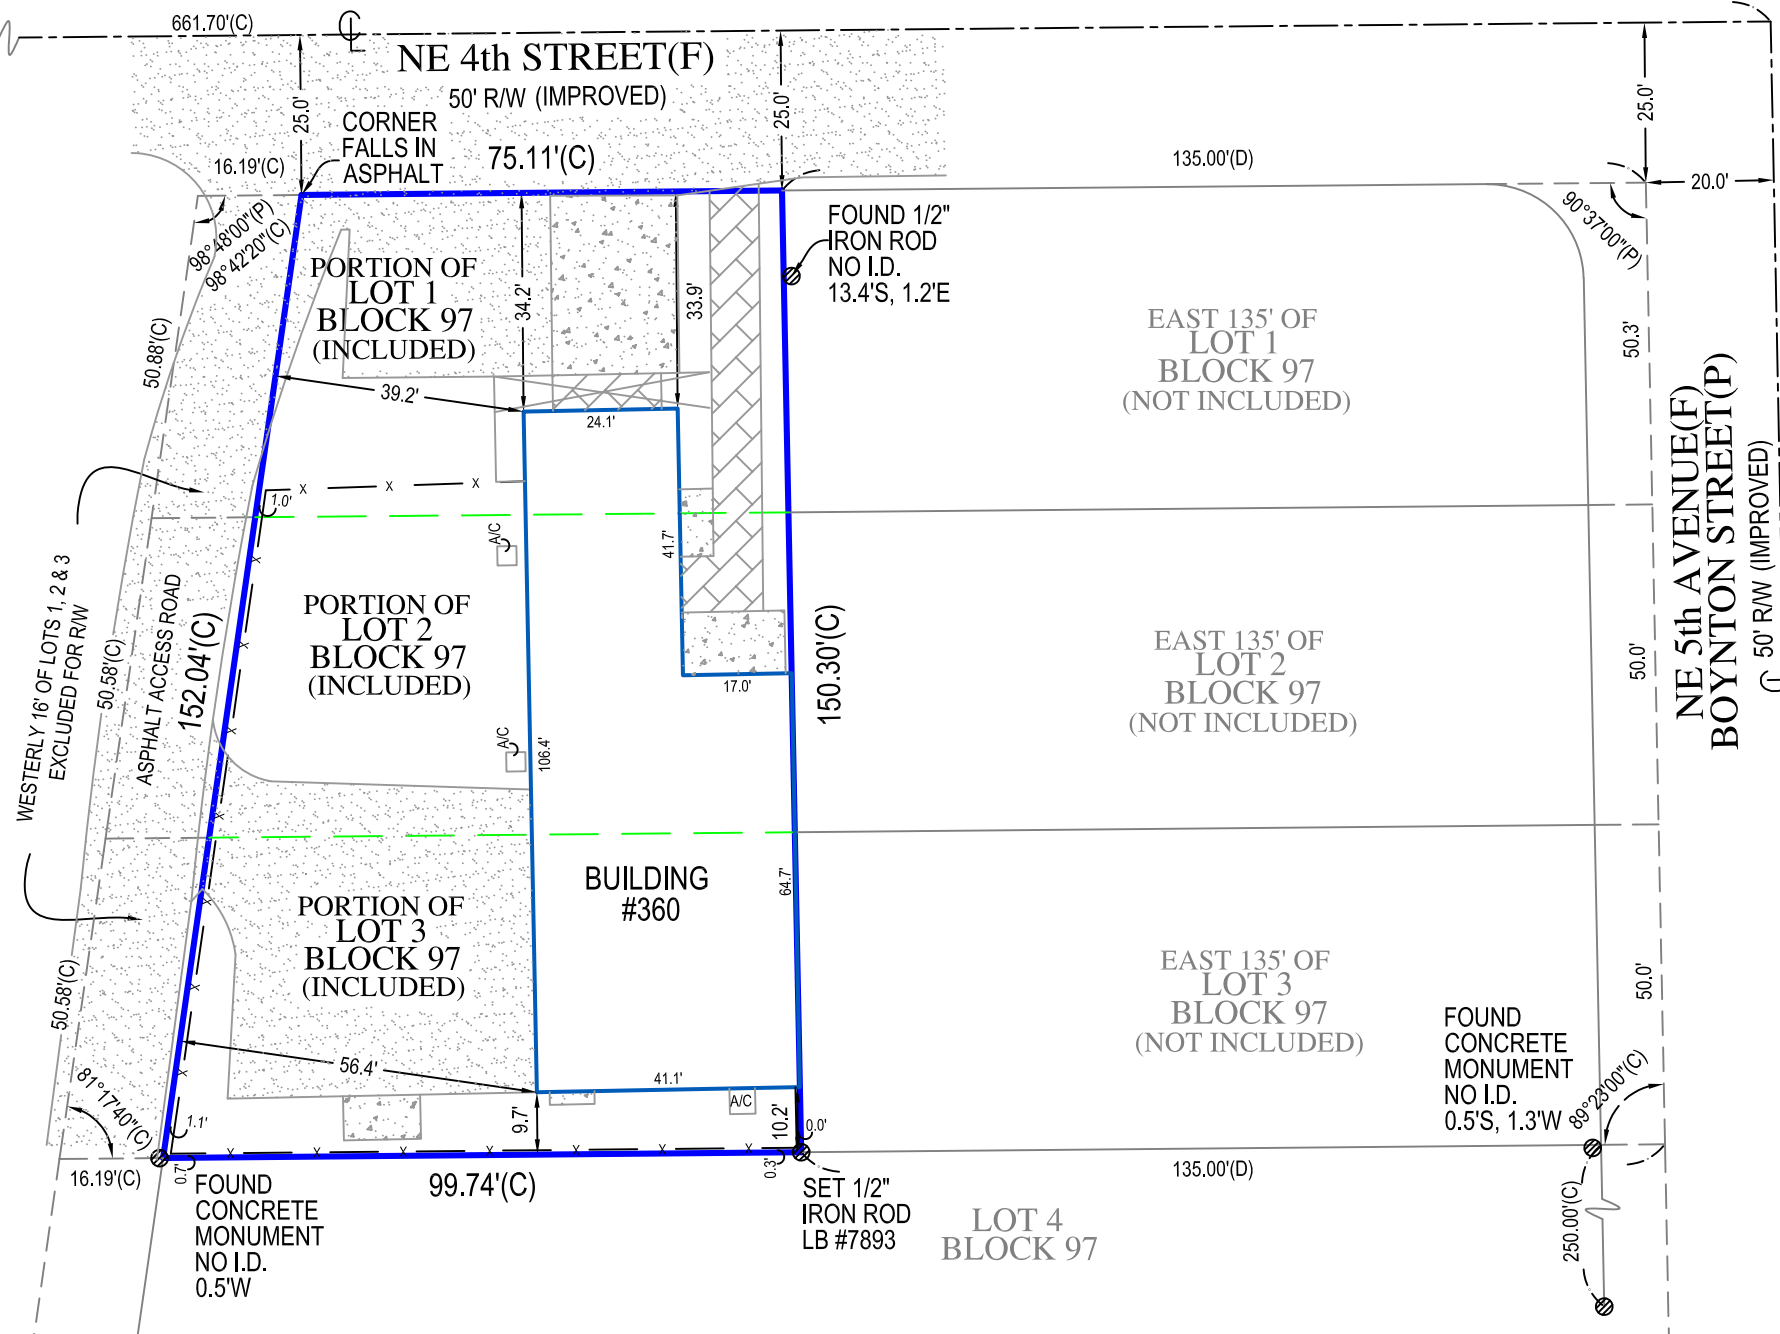 661.70'(C)
℄
NE 4th STREET(F)
50' R/W (IMPROVED)
25.0'
25.0'
25.0'
20.0'
CORNER
FALLS IN
ASPHALT
16.19'(C)
75.11'(C)
135.00'(D)
98°48'00"(P)
98°42'20"(C)
90°37'00"(P)
FOUND 1/2"
IRON ROD
NO I.D.
13.4'S, 1.2'E
PORTION OF
LOT 1
BLOCK 97
(INCLUDED)
34.2'
33.9'
39.2'
24.1'
50.88'(C)
EAST 135' OF
LOT 1
BLOCK 97
(NOT INCLUDED)
50.3'
NE 5th AVENUE(F)
BOYNTON STREET(P)
50' R/W (IMPROVED)
X
X
X
1.0'
A/C
41.7'
X
WESTERLY 16' OF LOTS 1, 2 & 3
EXCLUDED FOR R/W
ASPHALT ACCESS ROAD
50.58'(C)
152.04'(C)
X
PORTION OF
LOT 2
BLOCK 97
(INCLUDED)
17.0'
150.30'(C)
EAST 135' OF
LOT 2
BLOCK 97
(NOT INCLUDED)
50.0'
X
A/C
106.4'
X
BUILDING
#360
64.7'
X
PORTION OF
LOT 3
BLOCK 97
(INCLUDED)
X
50.58'(C)
EAST 135' OF
LOT 3
BLOCK 97
(NOT INCLUDED)
50.0'
FOUND
CONCRETE
MONUMENT
NO I.D.
0.5'S, 1.3'W
89°23'00"(C)
56.4'
41.1'
X
81°17'40"(C)
A/C
1.1'
9.7'
10.2'
0.0'
X
X
X
X
X
X
X
16.19'(C)
0.7'
99.74'(C)
0.3'
135.00'(D)
FOUND
CONCRETE
MONUMENT
NO I.D.
0.5'W
SET 1/2"
IRON ROD
LB #7893
LOT 4
BLOCK 97
250.00'(C)